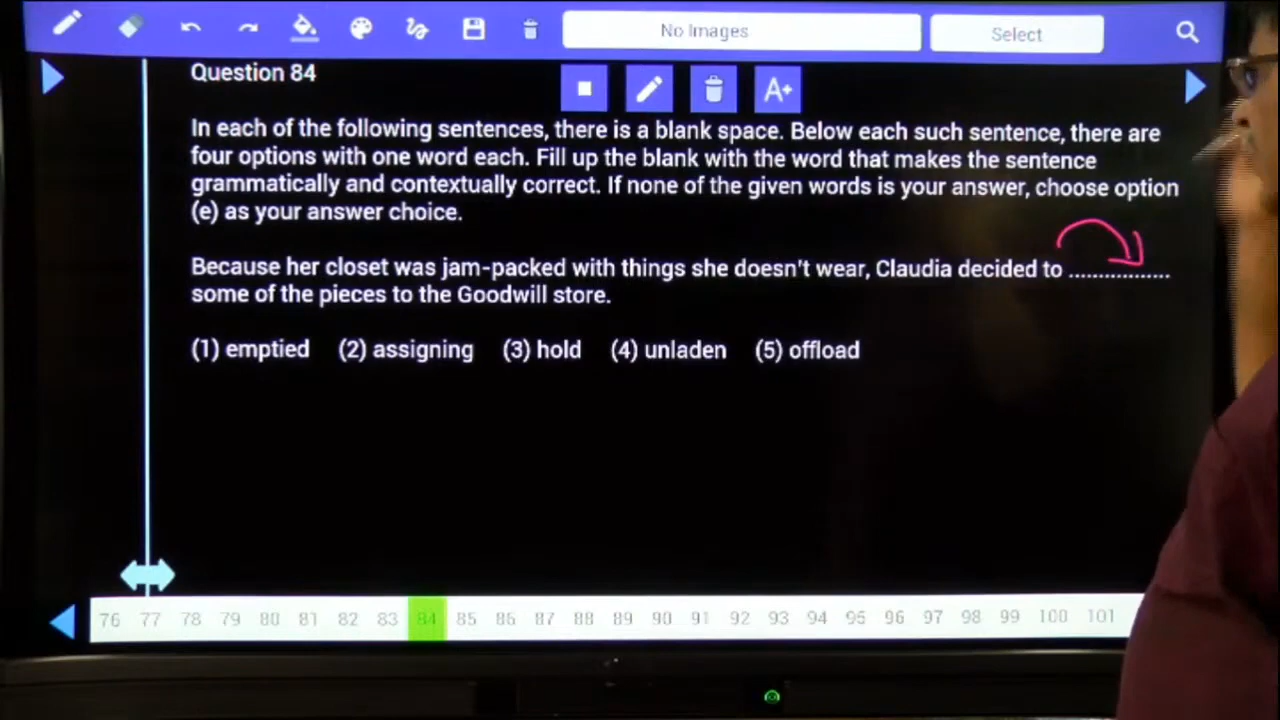 No Images
Select
Question 84
A+
In each of the following sentences, there is a blank space. Below each such sentence, there are
four options with one word each. Fill up the blank with the word that makes the sentence
grammatically and contextually correct. If none of the given words is your answer, choose option
(e) as your answer choice.
Because her closet was jam-packed with things she doesn't wear, Claudia decided to .................
some of the pieces to the Goodwill store.
(1) emptied (2) assigning (3) hold (4) unladen (5) offload
76 77 78 79 80 81 82 83 84 85 86 87 88 89 90 91 92 93 94 95 96 97 98 99 100 101